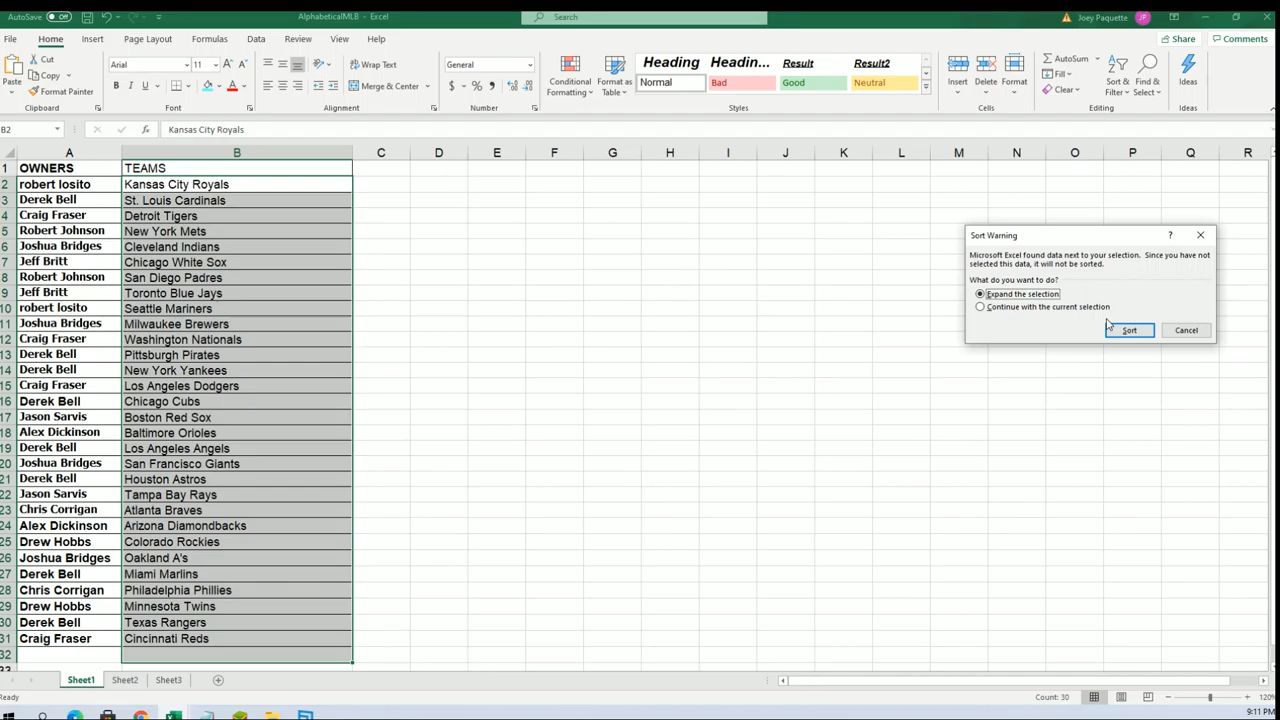 AutoSave Off AlphabeticalMLB - Excel Search Joey Paquette JP
File Home Insert Page Layout Formulas Data Review View Help Share Comments
Cut Arial 11 Wrap Text General Heading Headin... Result Result2 AutoSum
Copy Fill
Format Painter Merge & Center Normal Bad Good Neutral Clear
Paste Conditional Formatting Format as Table Insert Delete Format Sort & Filter Find & Select Ideas
Clipboard Font Alignment Number Styles Cells Editing Ideas
B2 Kansas City Royals
A B C D E F G H I J K L M N O P Q R
1 OWNERS TEAMS
2 robert losito Kansas City Royals
3 Derek Bell St. Louis Cardinals
4 Craig Fraser Detroit Tigers
5 Robert Johnson New York Mets
6 Joshua Bridges Cleveland Indians
7 Jeff Britt Chicago White Sox
8 Robert Johnson San Diego Padres
9 Jeff Britt Toronto Blue Jays
10 robert losito Seattle Mariners
11 Joshua Bridges Milwaukee Brewers
12 Craig Fraser Washington Nationals
13 Derek Bell Pittsburgh Pirates
14 Derek Bell New York Yankees
15 Craig Fraser Los Angeles Dodgers
16 Derek Bell Chicago Cubs
17 Jason Sarvis Boston Red Sox
18 Alex Dickinson Baltimore Orioles
19 Derek Bell Los Angeles Angels
20 Joshua Bridges San Francisco Giants
21 Derek Bell Houston Astros
22 Jason Sarvis Tampa Bay Rays
23 Chris Corrigan Atlanta Braves
24 Alex Dickinson Arizona Diamondbacks
25 Drew Hobbs Colorado Rockies
26 Joshua Bridges Oakland A's
27 Derek Bell Miami Marlins
28 Chris Corrigan Philadelphia Phillies
29 Drew Hobbs Minnesota Twins
30 Derek Bell Texas Rangers
31 Craig Fraser Cincinnati Reds
32
33
Sort Warning
Microsoft Excel found data next to your selection. Since you have not
selected this data, it will not be sorted.
What do you want to do?
Expand the selection
Continue with the current selection
Sort Cancel
Sheet1 Sheet2 Sheet3
Ready Count: 30 120%
9:11 PM